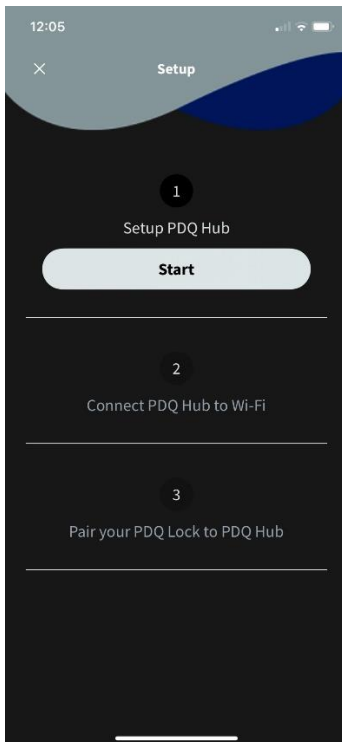 12:05
Setup
1
Setup PDQ Hub
Start
2
Connect PDQ Hub to Wi-Fi
3
Pair your PDQ Lock to PDQ Hub